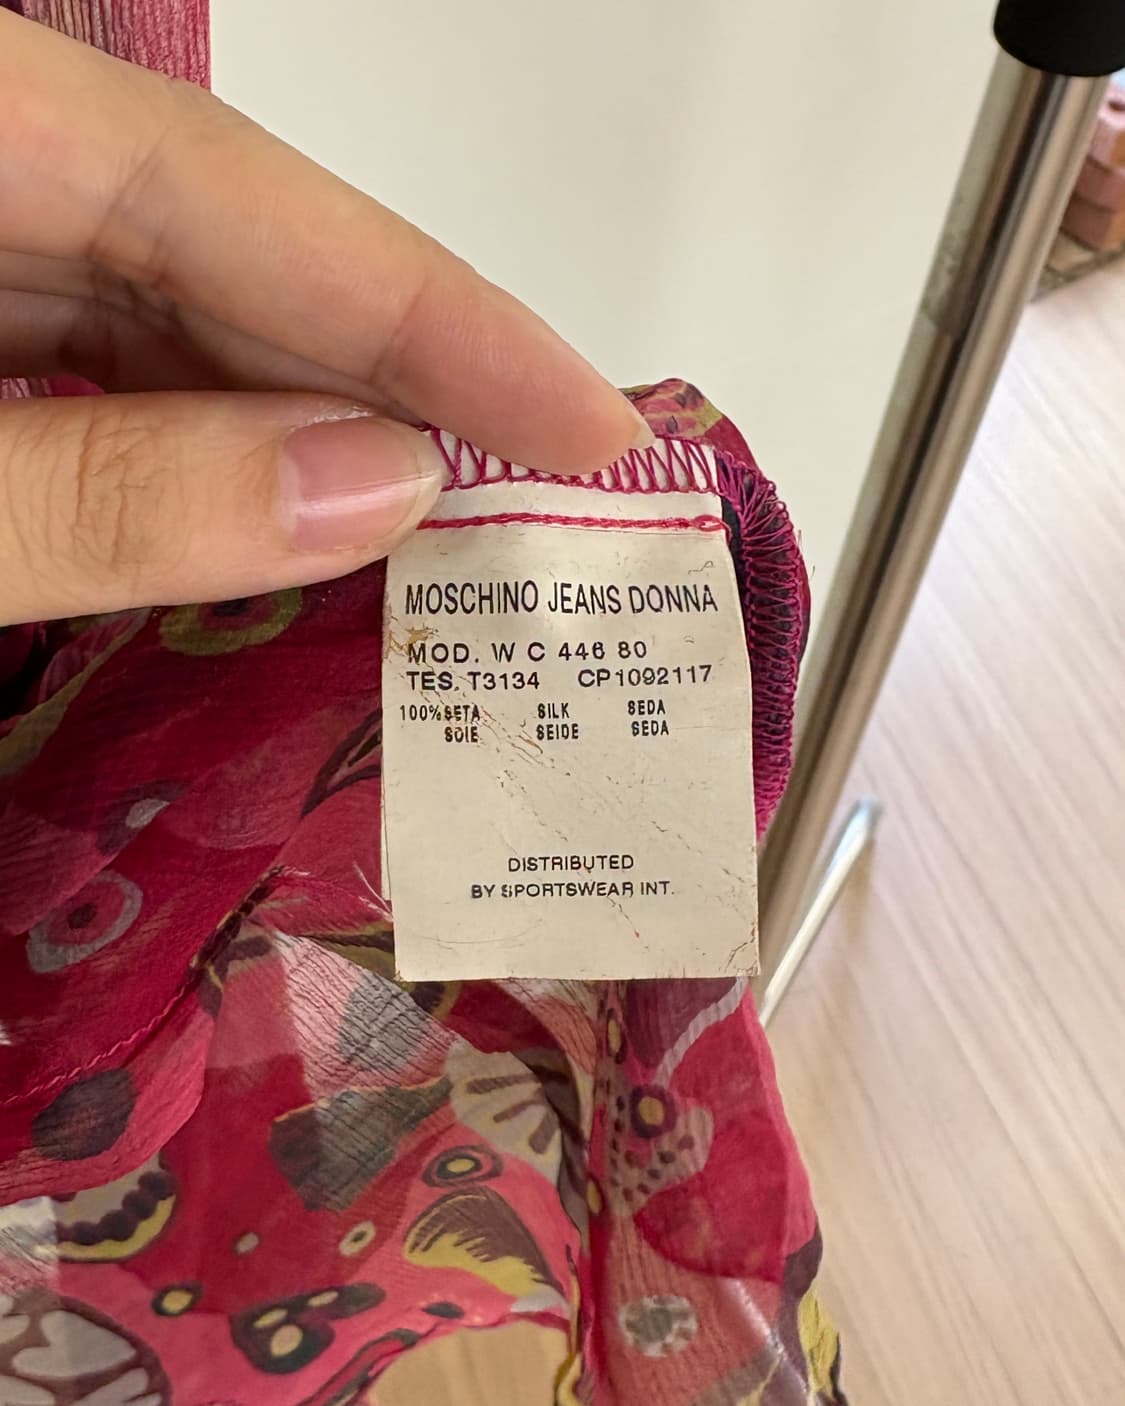 MOSCHINO JEANS DONNA
MOD. W C 446 80
TES. T3134 CP1092117
100%SETA SILK SEDA
SOIE SEIDE SEDA
DISTRIBUTED
BY SPORTSWEAR INT.